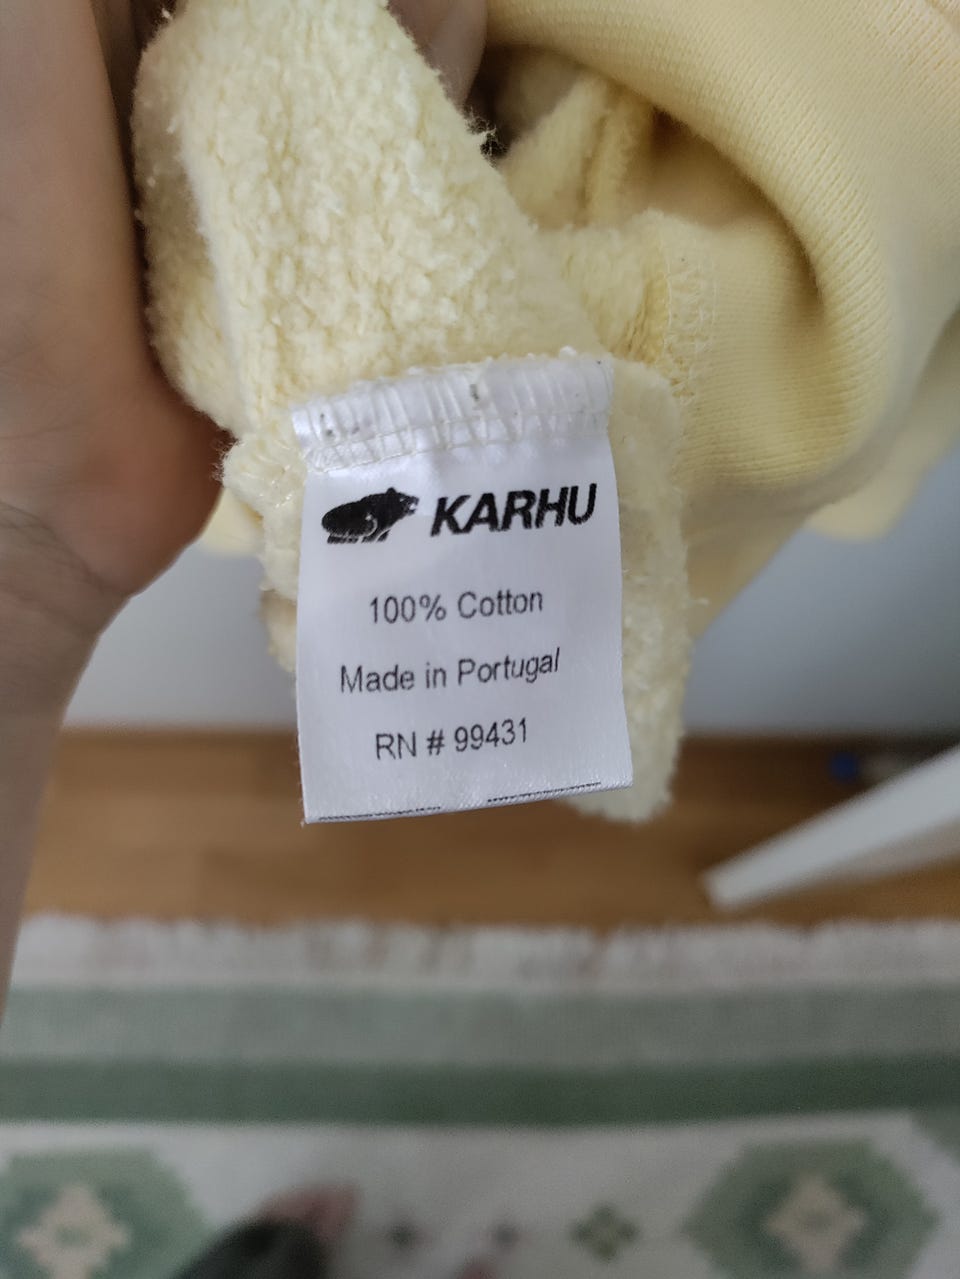 KARHU
100% Cotton
Made in Portugal
RN # 99431